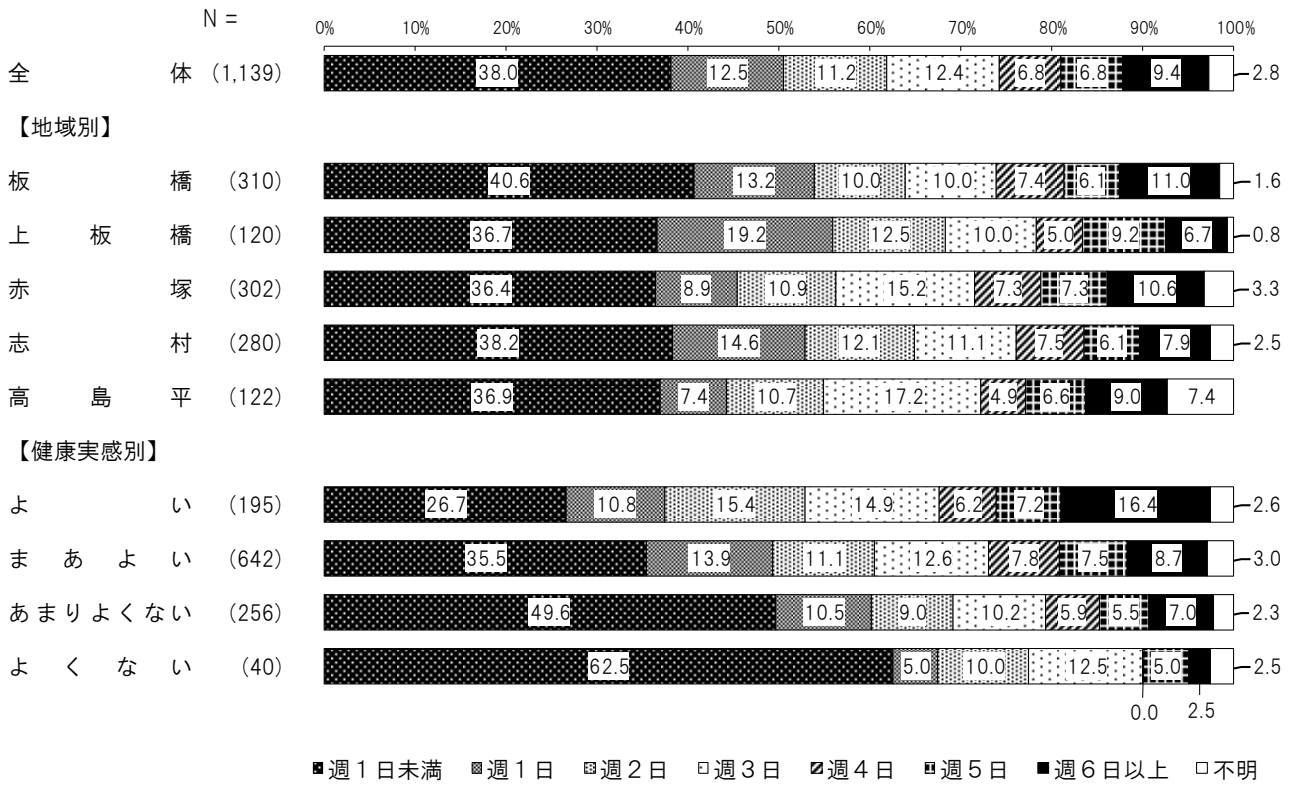 N =
0% 10% 20% 30% 40% 50% 60% 70% 80% 90% 100%
全体 (1,139) 38.0 12.5 11.2 12.4 6.8 6.8 9.4 2.8
【地域別】
板橋 (310) 40.6 13.2 10.0 10.0 7.4 6.1 11.0 1.6
上板橋 (120) 36.7 19.2 12.5 10.0 5.0 9.2 6.7 0.8
赤塚 (302) 36.4 8.9 10.9 15.2 7.3 7.3 10.6 3.3
志村 (280) 38.2 14.6 12.1 11.1 7.5 6.1 7.9 2.5
高島平 (122) 36.9 7.4 10.7 17.2 4.9 6.6 9.0 7.4
【健康実感別】
よい (195) 26.7 10.8 15.4 14.9 6.2 7.2 16.4 2.6
まあよい (642) 35.5 13.9 11.1 12.6 7.8 7.5 8.7 3.0
あまりよくない (256) 49.6 10.5 9.0 10.2 5.9 5.5 7.0 2.3
よくない (40) 62.5 5.0 10.0 12.5 5.0 2.5
0.0 2.5
週１日未満 週１日 週２日 週３日 週４日 週５日 週６日以上 不明